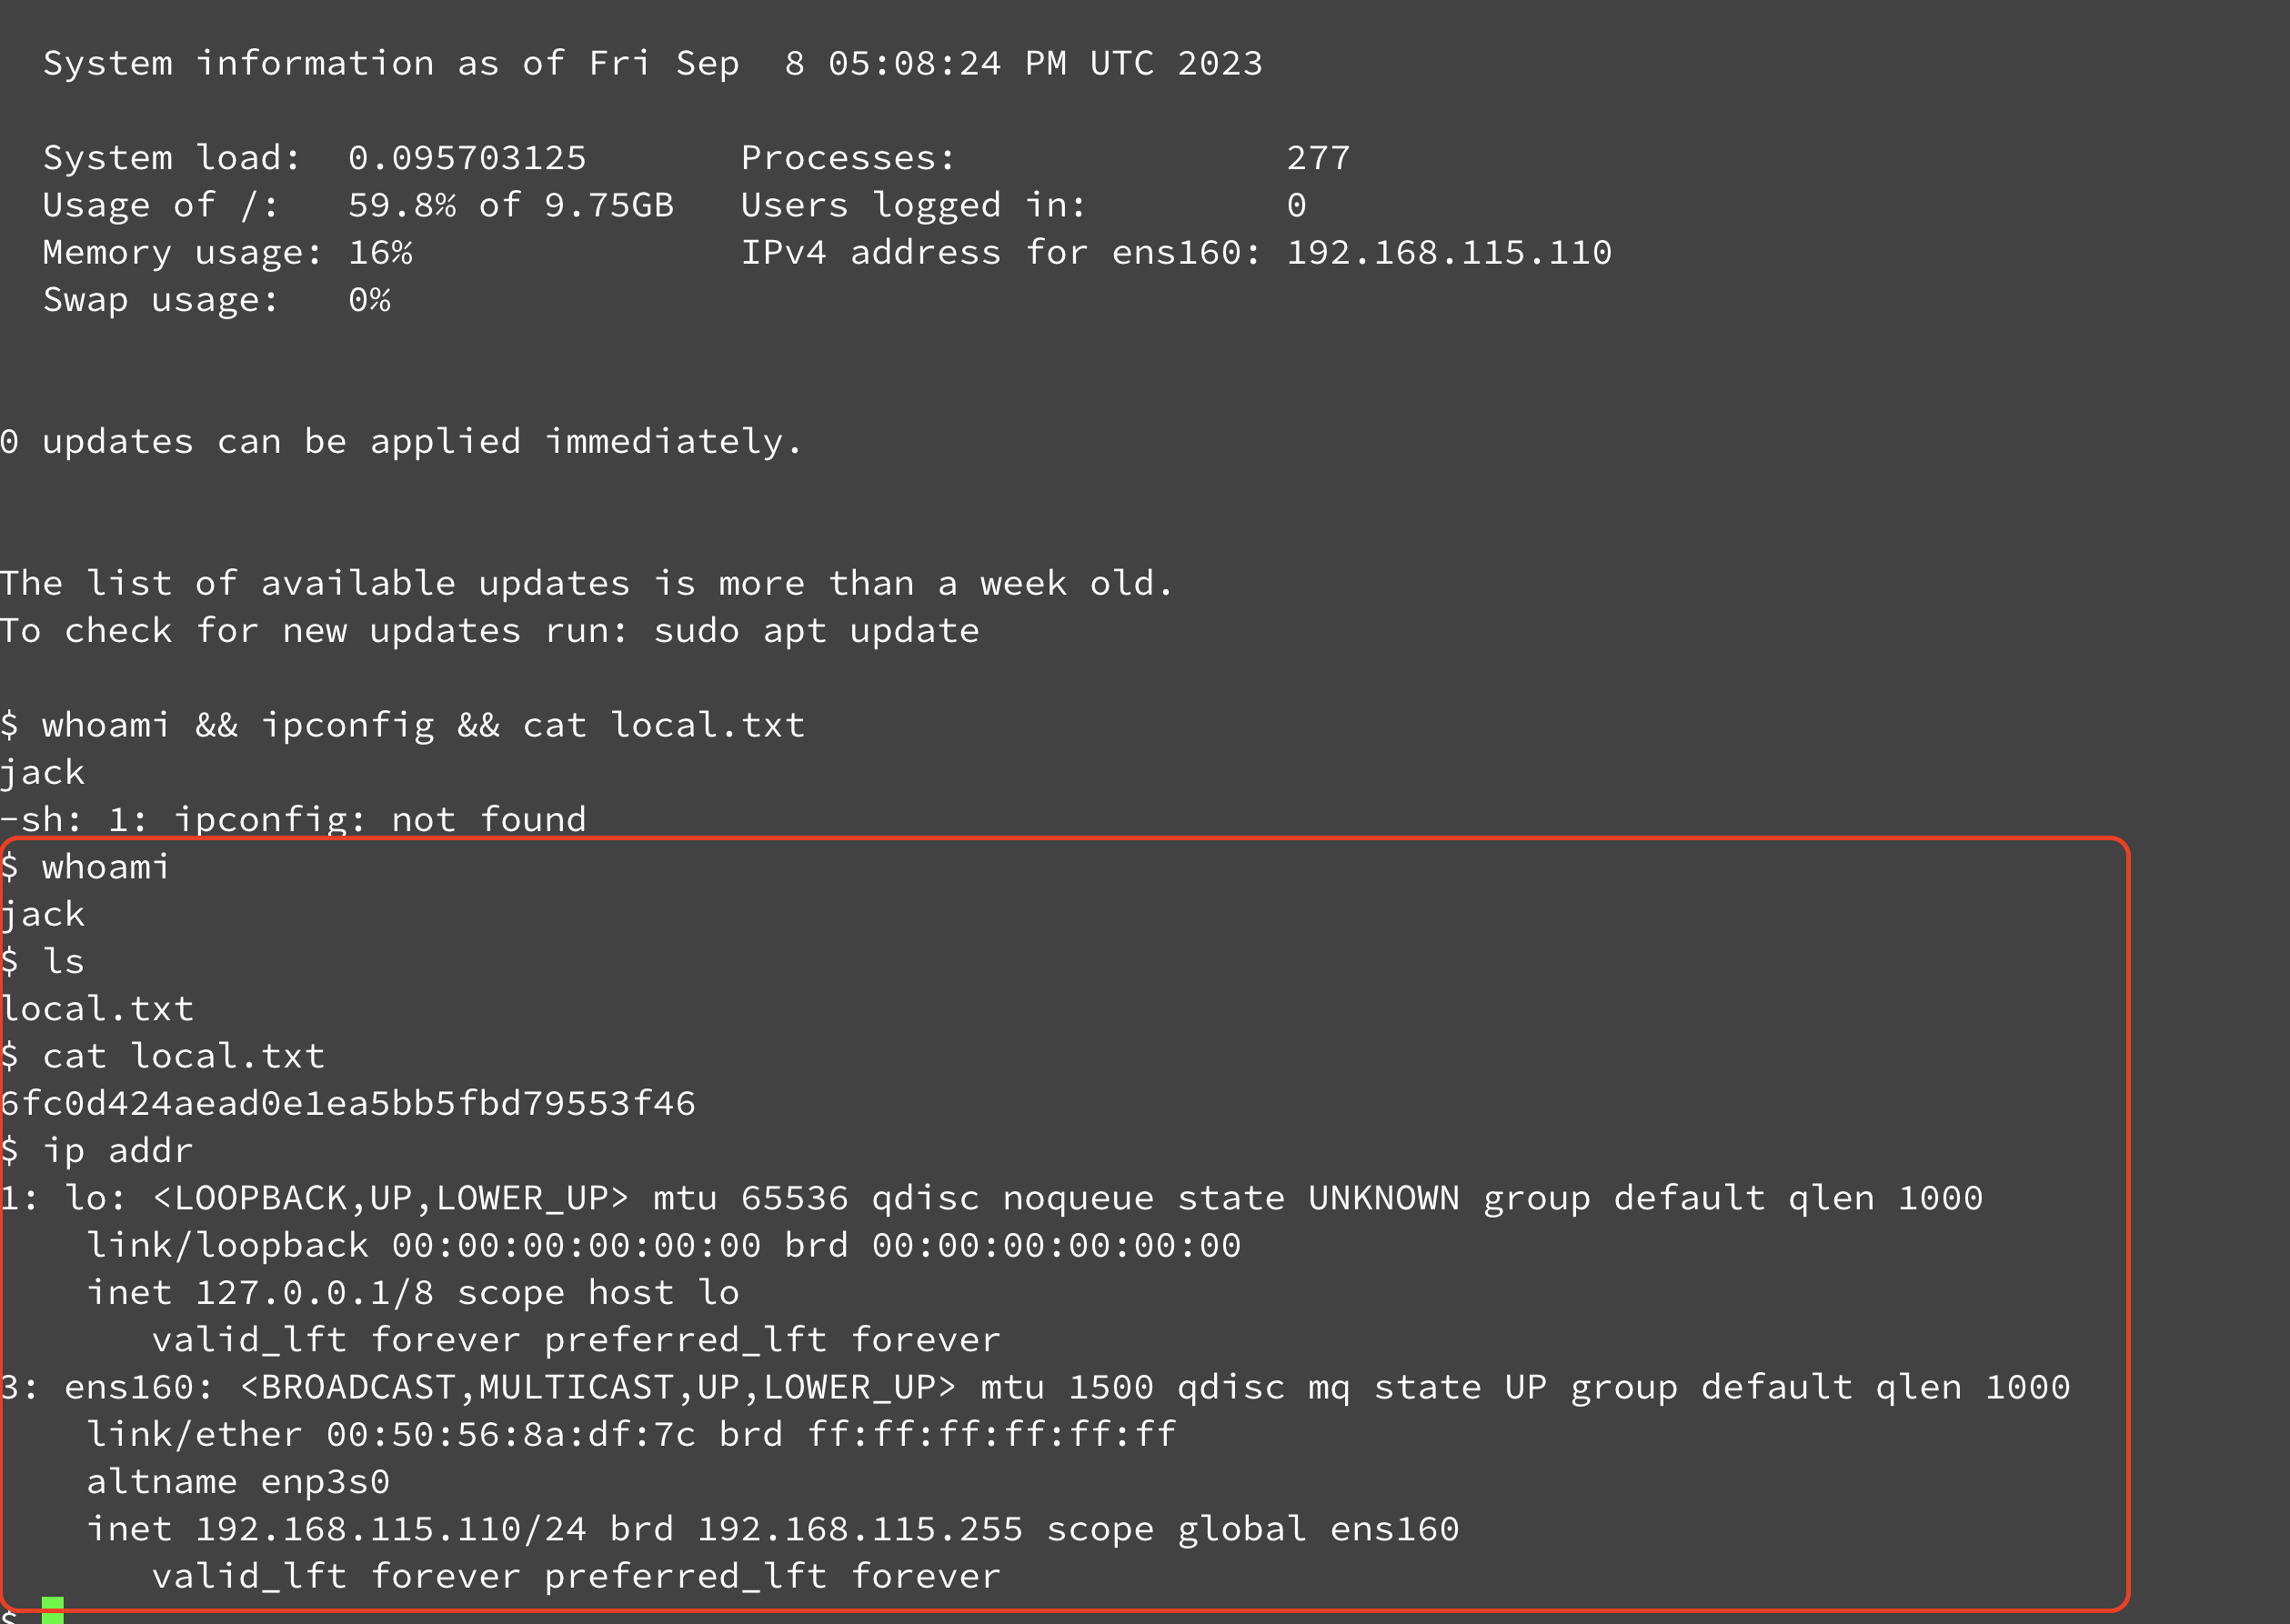 System information as of Fri Sep  8 05:08:24 PM UTC 2023
System load:  0.095703125       Processes:               277
Usage of /:   59.8% of 9.75GB   Users logged in:         0
Memory usage: 16%               IPv4 address for ens160: 192.168.115.110
Swap usage:   0%
0 updates can be applied immediately.
The list of available updates is more than a week old.
To check for new updates run: sudo apt update
$ whoami && ipconfig && cat local.txt
jack
-sh: 1: ipconfig: not found
$ whoami
jack
$ ls
local.txt
$ cat local.txt
6fc0d424aead0e1ea5bb5fbd79553f46
$ ip addr
1: lo: <LOOPBACK,UP,LOWER_UP> mtu 65536 qdisc noqueue state UNKNOWN group default qlen 1000
    link/loopback 00:00:00:00:00:00 brd 00:00:00:00:00:00
    inet 127.0.0.1/8 scope host lo
       valid_lft forever preferred_lft forever
3: ens160: <BROADCAST,MULTICAST,UP,LOWER_UP> mtu 1500 qdisc mq state UP group default qlen 1000
    link/ether 00:50:56:8a:df:7c brd ff:ff:ff:ff:ff:ff
    altname enp3s0
    inet 192.168.115.110/24 brd 192.168.115.255 scope global ens160
       valid_lft forever preferred_lft forever
$